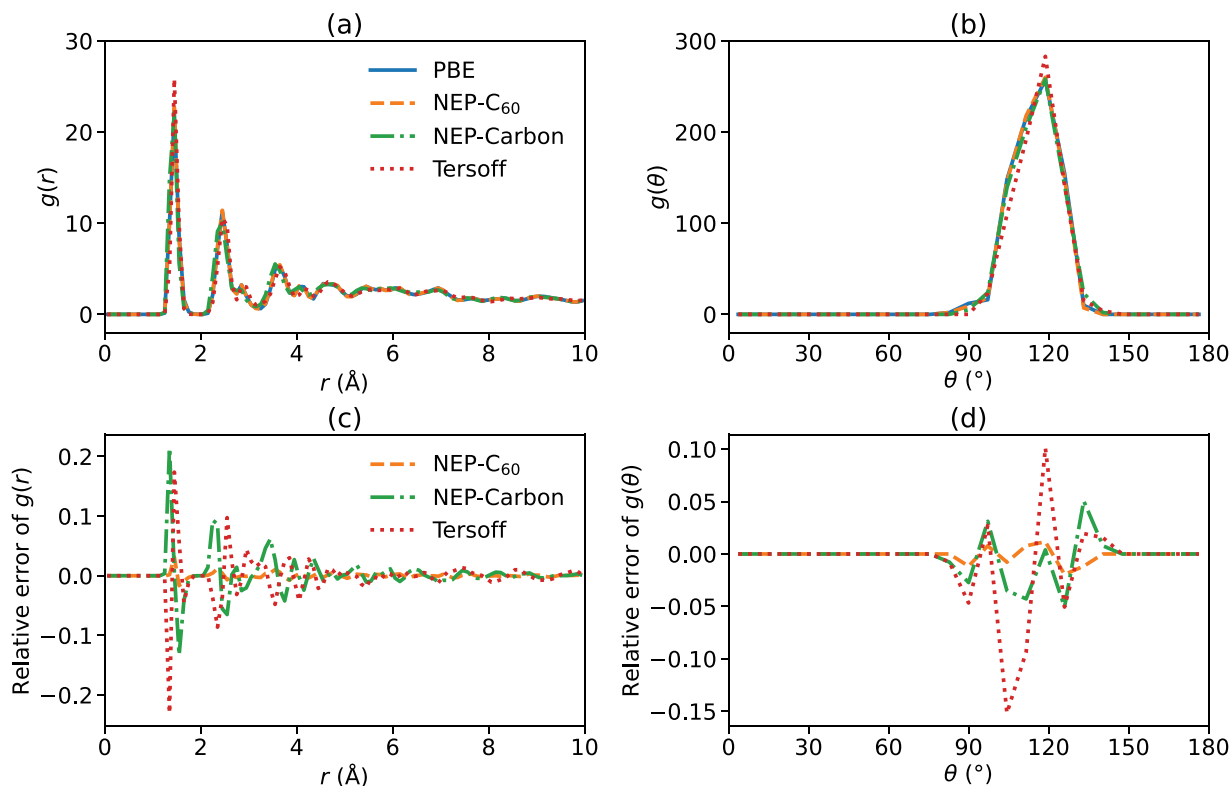 (a)
30
20
10
0
g(r)
PBE
NEP-C₆₀
NEP-Carbon
Tersoff
0 2 4 6 8 10
r (Å)
(b)
300
200
100
0
g(θ)
0 30 60 90 120 150 180
θ (°)
(c)
0.2
0.1
0.0
−0.1
−0.2
Relative error of g(r)
NEP-C₆₀
NEP-Carbon
Tersoff
0 2 4 6 8 10
r (Å)
(d)
0.10
0.05
0.00
−0.05
−0.10
−0.15
Relative error of g(θ)
0 30 60 90 120 150 180
θ (°)